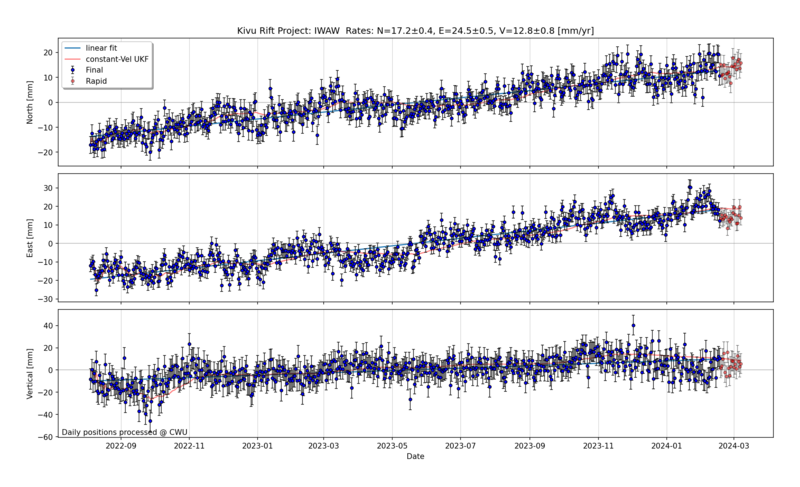 Kivu Rift Project: IWAW  Rates: N=17.2±0.4, E=24.5±0.5, V=12.8±0.8 [mm/yr]
linear fit
constant-Vel UKF
Final
Rapid
North [mm]
20
10
0
−10
−20
East [mm]
30
20
10
0
−10
−20
−30
Vertical [mm]
40
20
0
−20
−40
−60
Daily positions processed @ CWU
2022-09
2022-11
2023-01
2023-03
2023-05
2023-07
2023-09
2023-11
2024-01
2024-03
Date